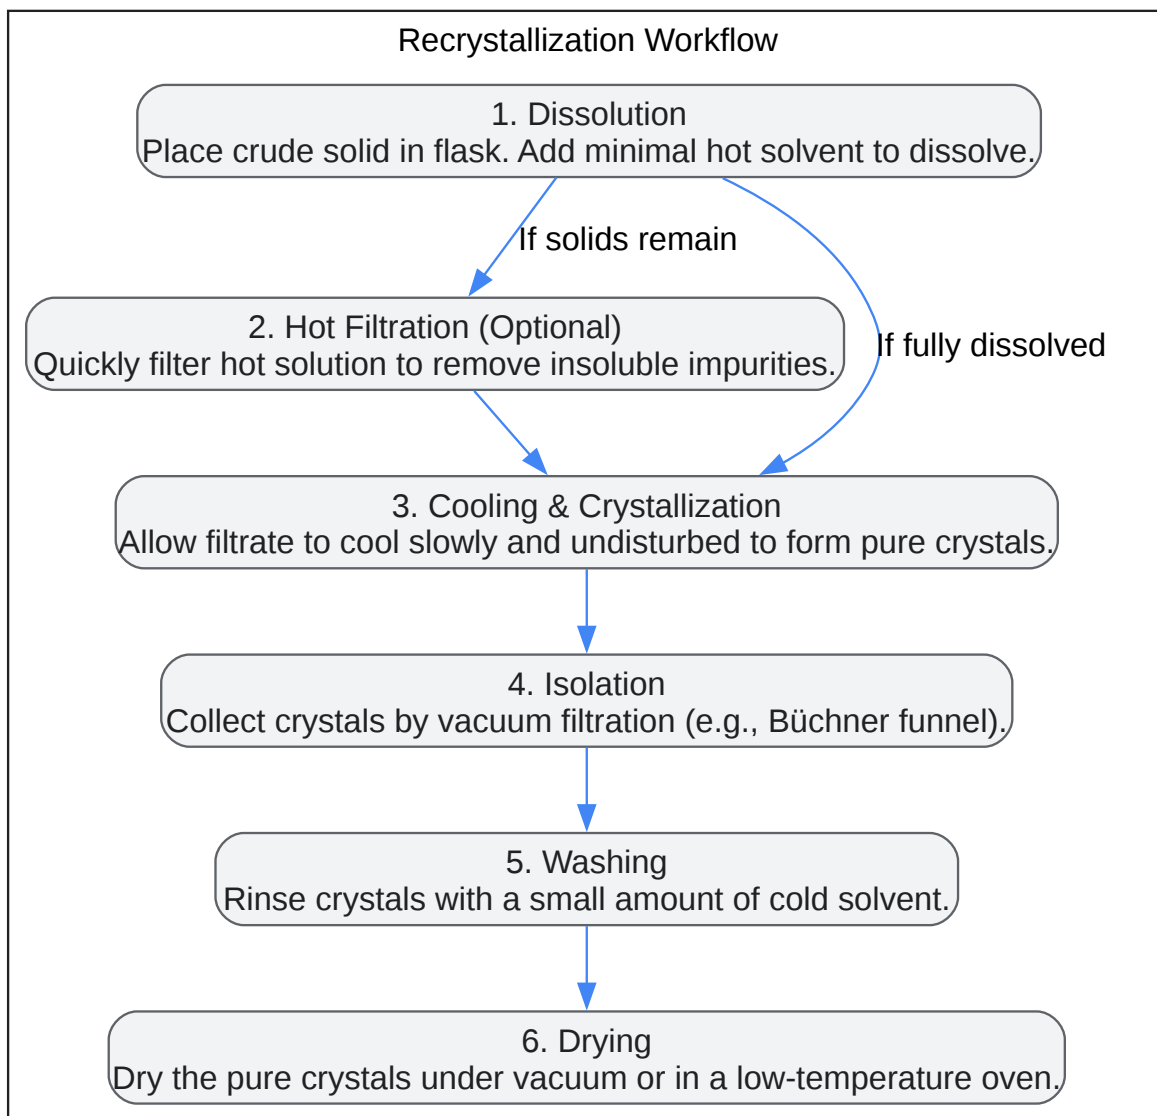 Recrystallization Workflow
1. Dissolution
Place crude solid in flask. Add minimal hot solvent to dissolve.
If solids remain
2. Hot Filtration (Optional)
Quickly filter hot solution to remove insoluble impurities.
If fully dissolved
3. Cooling & Crystallization
Allow filtrate to cool slowly and undisturbed to form pure crystals.
4. Isolation
Collect crystals by vacuum filtration (e.g., Büchner funnel).
5. Washing
Rinse crystals with a small amount of cold solvent.
6. Drying
Dry the pure crystals under vacuum or in a low-temperature oven.